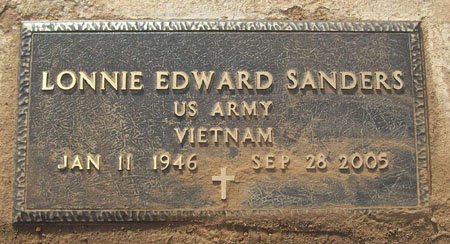 LONNIE EDWARD SANDERS
US ARMY
VIETNAM
JAN 11 1946 SEP 28 2005